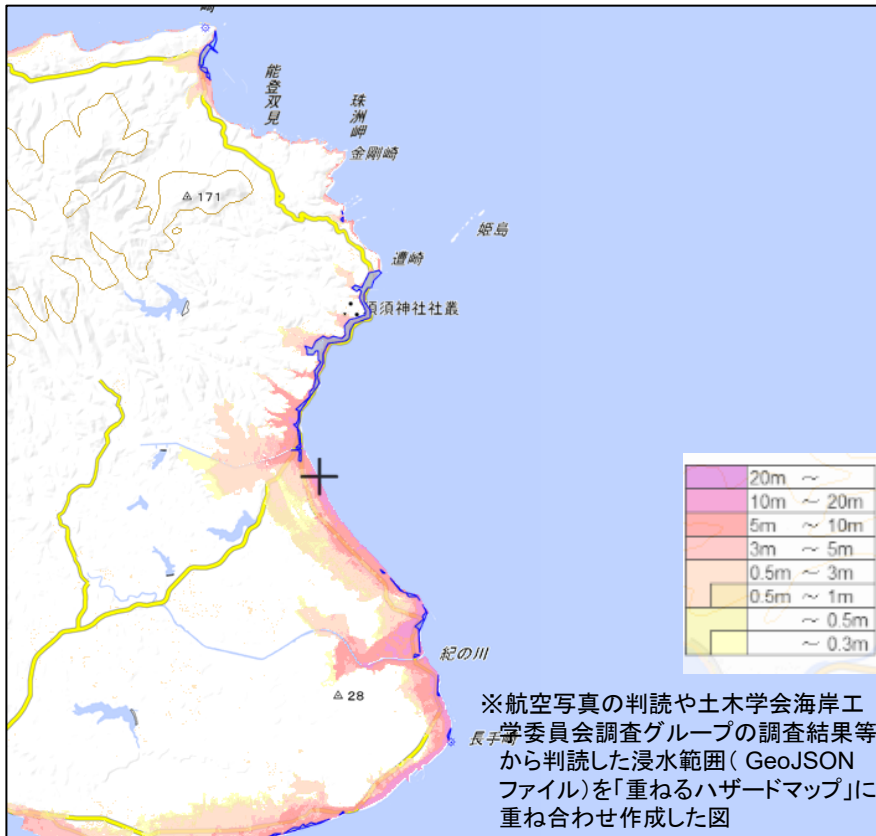 崎
能登双見
珠洲岬
金剛崎
171
姫島
遭崎
須須神社社叢
20m ～
10m ～ 20m
5m ～ 10m
3m ～ 5m
0.5m ～ 3m
0.5m ～ 1m
～ 0.5m
～ 0.3m
紀の川
28
長手崎
※航空写真の判読や土木学会海岸工
学委員会調査グループの調査結果等
から判読した浸水範囲( GeoJSON
ファイル)を「重ねるハザードマップ」に
重ね合わせ作成した図